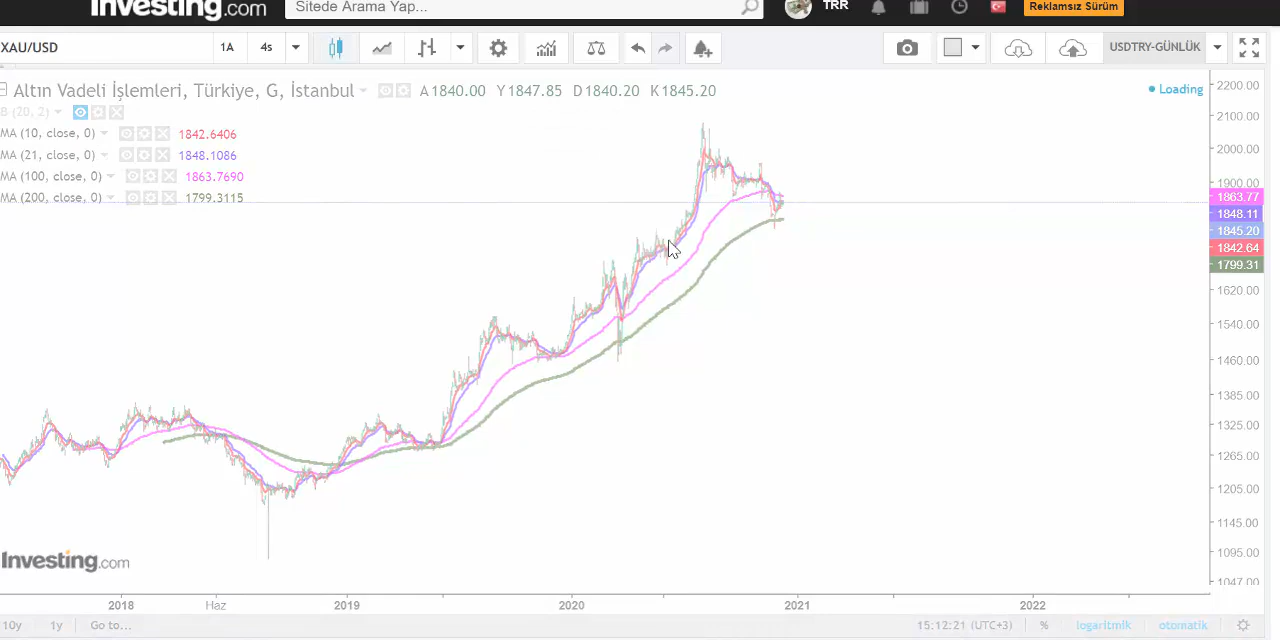 Investing.com Sitede Arama Yap... TRR Reklamsız Sürüm
XAU/USD 1A 4s USDTRY-GÜNLÜK
Altın Vadeli İşlemleri, Türkiye, G, İstanbul A1840.00 Y1847.85 D1840.20 K1845.20
Loading
B (20, 2)
MA (10, close, 0) 1842.6406
MA (21, close, 0) 1848.1086
MA (100, close, 0) 1863.7690
MA (200, close, 0) 1799.3115
2200.00
2100.00
2000.00
1900.00
1863.77
1848.11
1845.20
1842.64
1799.31
1620.00
1540.00
1460.00
1385.00
1325.00
1265.00
1205.00
1145.00
1095.00
1047.00
Investing.com
2018 Haz 2019 2020 2021 2022
10y 1y Go to... 15:12:21 (UTC+3) % logaritmik otomatik